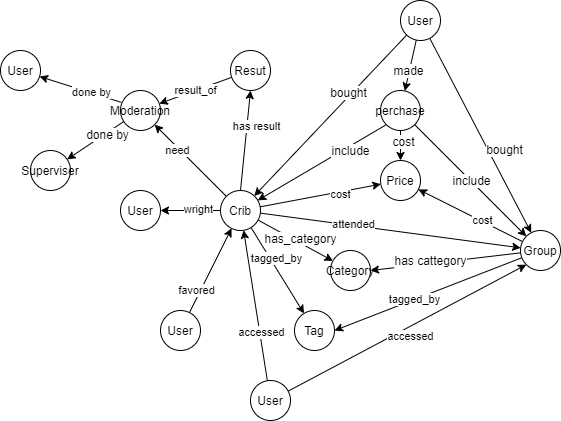 User
User
made
Resut
done by
result_of
bought
Moderation
perchase
has result
done by
cost
need
include
bought
Superviser
Price
include
cost
User
wright
Crib
cost
attended
has_category
Group
tagged_by
Category
has cattegory
favored
tagged_by
User
Tag
accessed
accessed
User